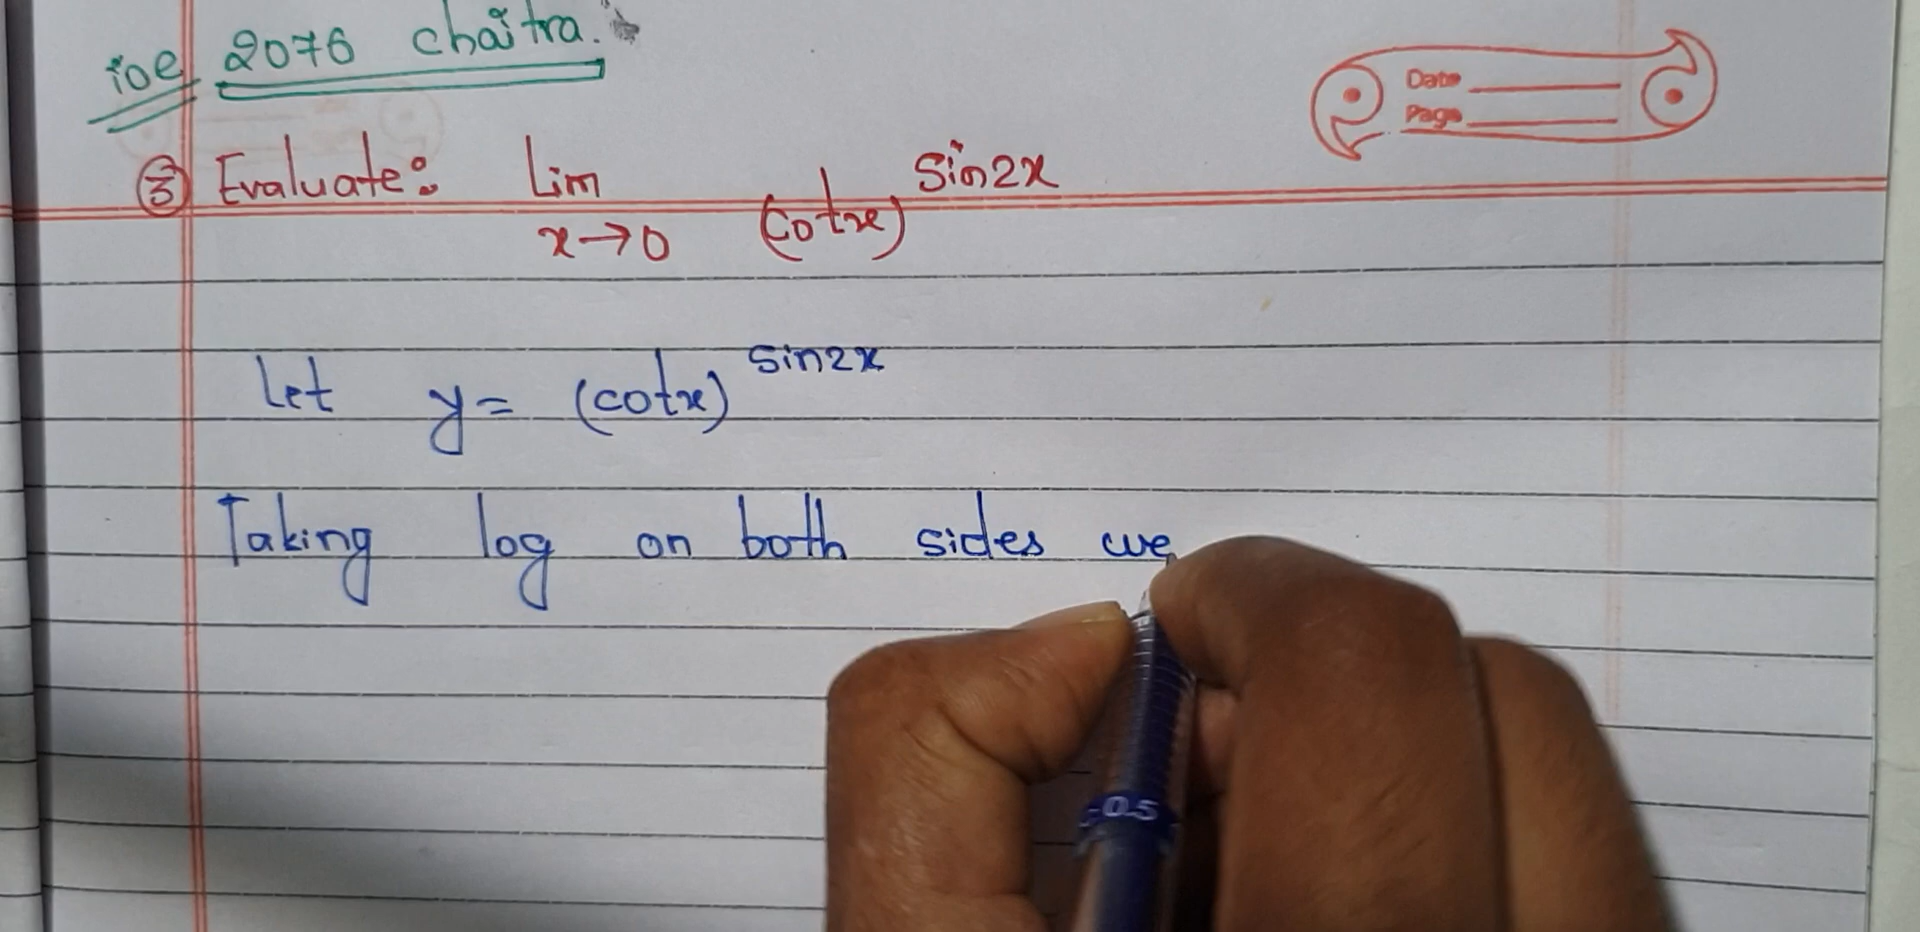 ioe 2076 chaitra.
Date
Page
③ Evaluate: Lim x→0 (cotx)^sin2x
Let y = (cotx)^sin2x
Taking log on both sides we
-0.5